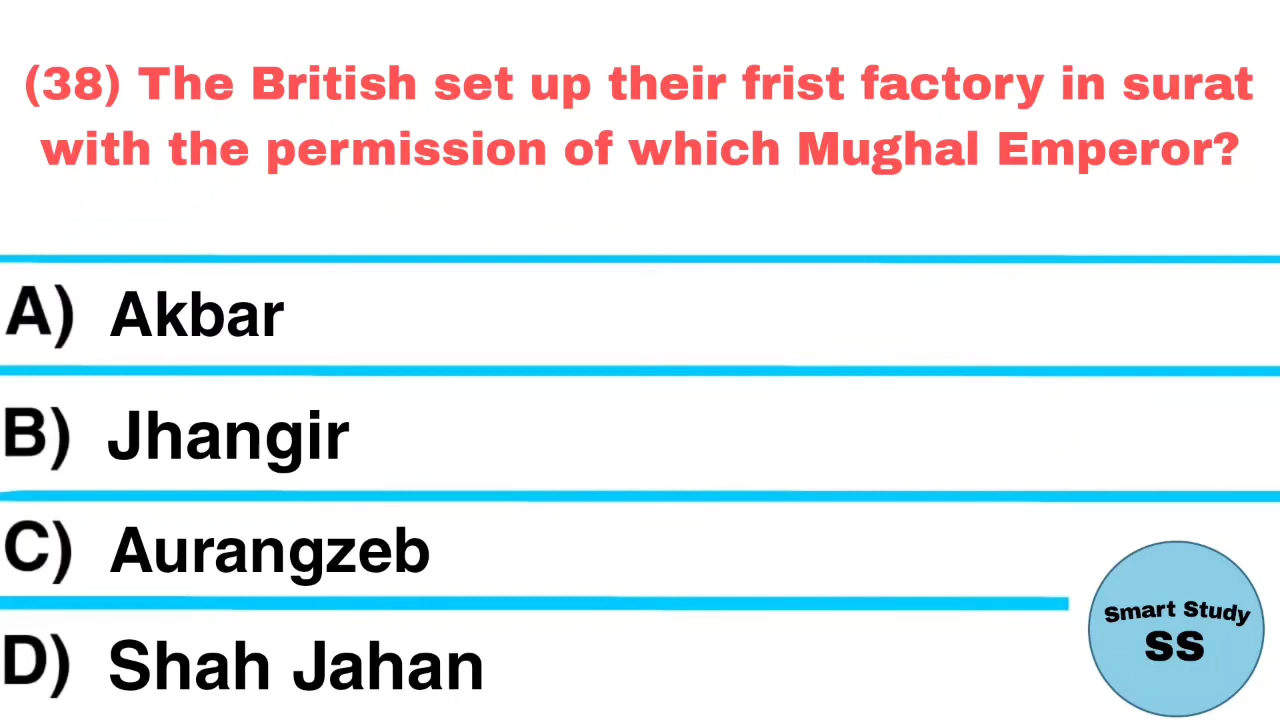 (38) The British set up their frist factory in surat
with the permission of which Mughal Emperor?
A) Akbar
B) Jhangir
C) Aurangzeb
D) Shah Jahan
Smart Study
SS